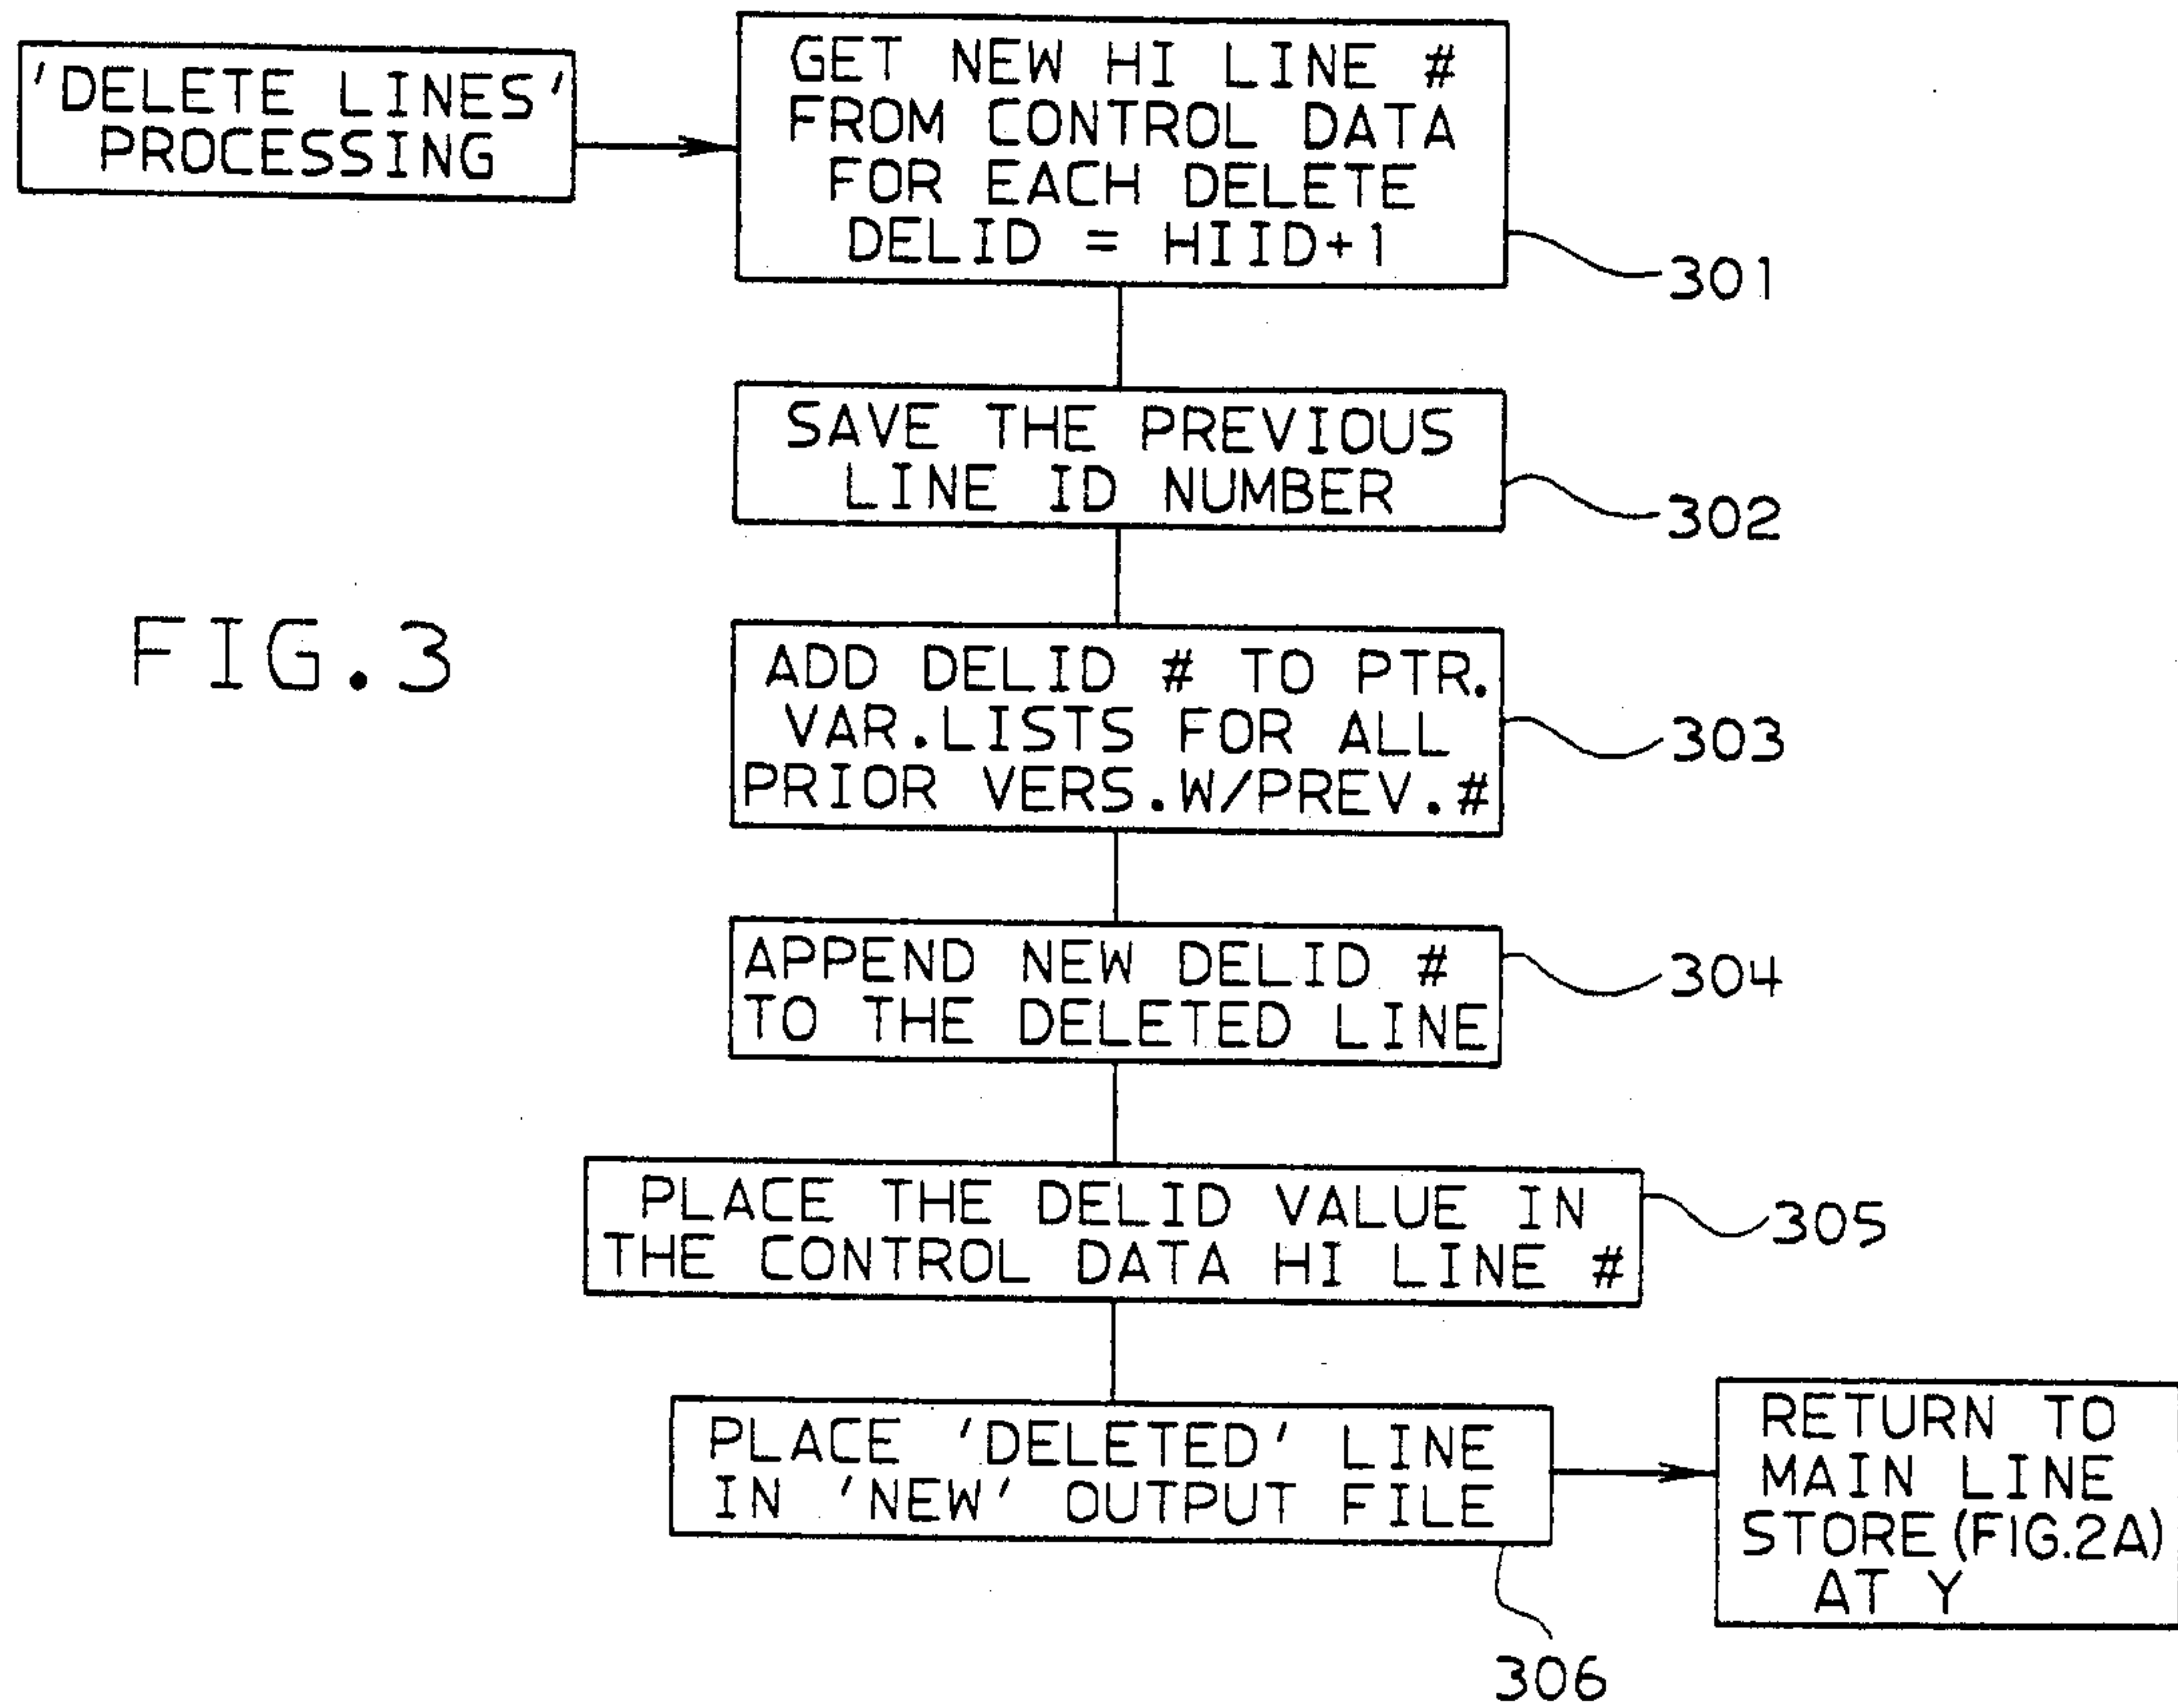 'DELETE LINES'
PROCESSING
GET NEW HI LINE #
FROM CONTROL DATA
FOR EACH DELETE
DELID = HIID+1
301
SAVE THE PREVIOUS
LINE ID NUMBER
302
FIG.3
ADD DELID # TO PTR.
VAR.LISTS FOR ALL
PRIOR VERS.W/PREV.#
303
APPEND NEW DELID #
TO THE DELETED LINE
304
PLACE THE DELID VALUE IN
THE CONTROL DATA HI LINE #
305
PLACE 'DELETED' LINE
IN 'NEW' OUTPUT FILE
306
RETURN TO
MAIN LINE
STORE (FIG.2A)
AT Y